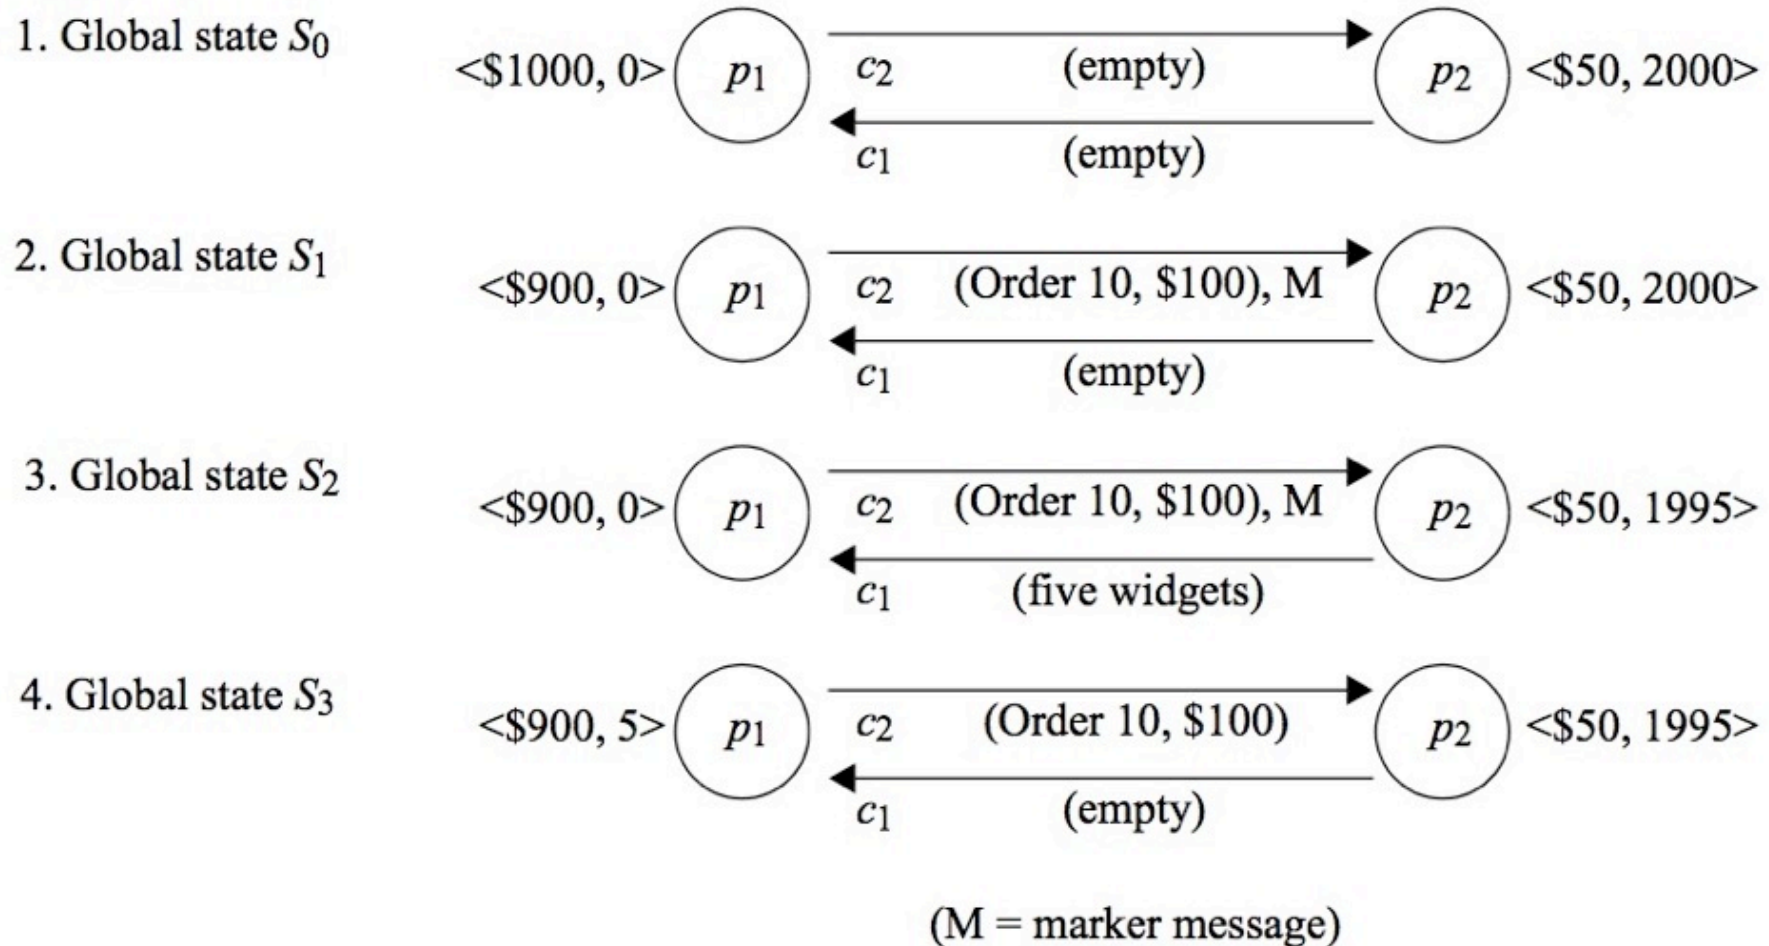 1. Global state S0
<$1000, 0> p1 c2 (empty) p2 <$50, 2000>
c1 (empty)
2. Global state S1
<$900, 0> p1 c2 (Order 10, $100), M p2 <$50, 2000>
c1 (empty)
3. Global state S2
<$900, 0> p1 c2 (Order 10, $100), M p2 <$50, 1995>
c1 (five widgets)
4. Global state S3
<$900, 5> p1 c2 (Order 10, $100) p2 <$50, 1995>
c1 (empty)
(M = marker message)